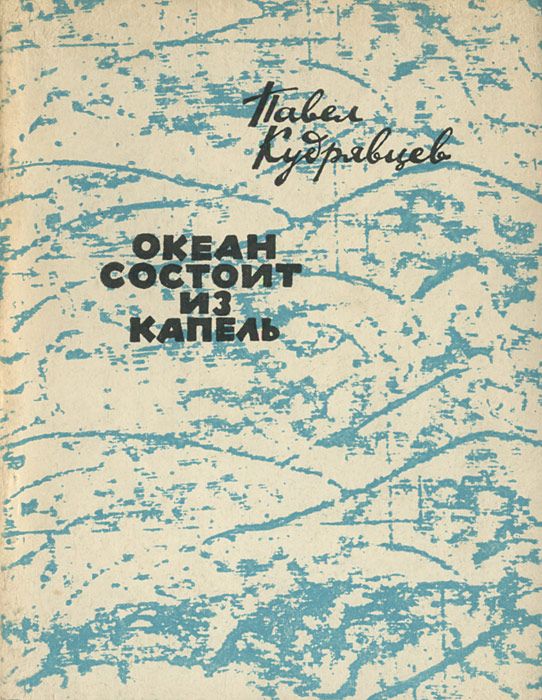 Павел
Кудрявцев
ОКЕАН
СОСТОИТ
ИЗ
КАПЕЛЬ